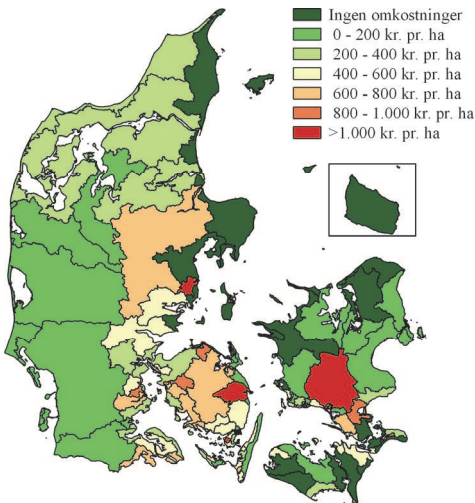 Ingen omkostninger
0 - 200 kr. pr. ha
200 - 400 kr. pr. ha
400 - 600 kr. pr. ha
600 - 800 kr. pr. ha
800 - 1.000 kr. pr. ha
>1.000 kr. pr. ha